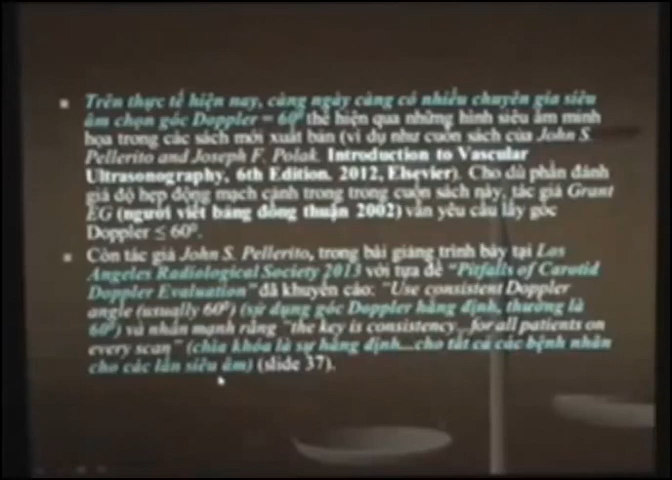 Trên thực tế hiện nay, càng ngày càng có nhiều chuyên gia siêu
âm chọn góc Doppler = 60⁰ thể hiện qua những hình siêu âm minh
họa trong các sách mới xuất bản (ví dụ như cuốn sách của John S.
Pellerito and Joseph F. Polak. Introduction to Vascular
Ultrasonography, 6th Edition, 2012, Elsevier). Cho dù phần đánh
giá độ hẹp động mạch cảnh trong trong cuốn sách này, tác giả Grant
EG (người viết bảng đồng thuận 2002) vẫn yêu cầu lấy góc
Doppler ≤ 60⁰.
Còn tác giả John S. Pellerito, trong bài giảng trình bày tại Los
Angeles Radiological Society 2013 với tựa đề "Pitfalls of Carotid
Doppler Evaluation" đã khuyến cáo: "Use consistent Doppler
angle (usually 60⁰) (sử dụng góc Doppler hằng định, thường là
60⁰) và nhấn mạnh rằng "the key is consistency...for all patients on
every scan" (chìa khóa là sự hằng định...cho tất cả các bệnh nhân
cho các lần siêu âm) (slide 37).